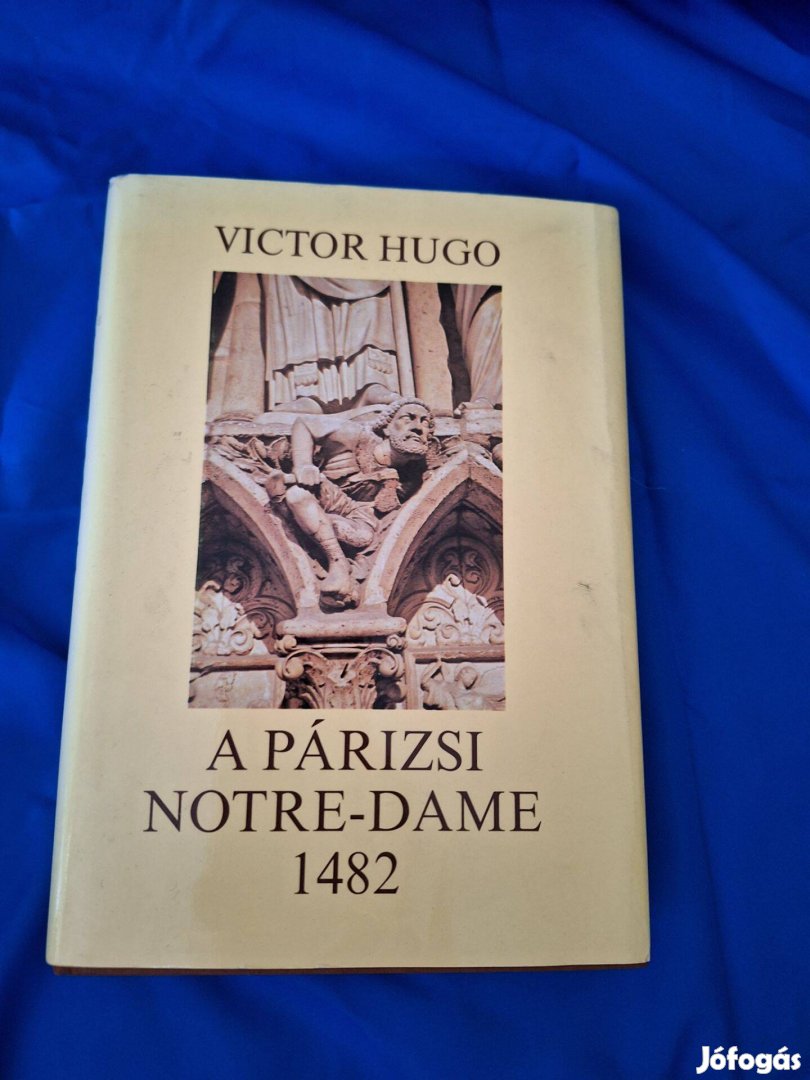 VICTOR HUGO
A PÁRIZSI
NOTRE-DAME
1482
Jófogás